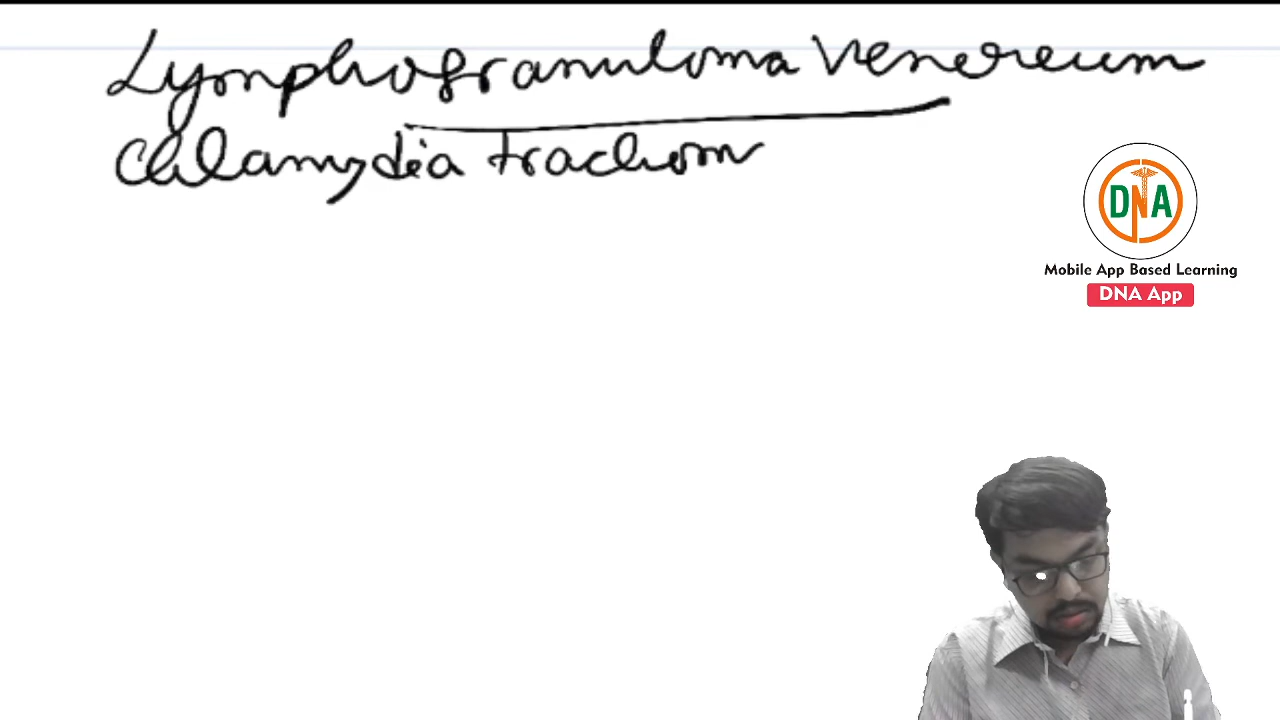 Lymphogranuloma Venereum
Chlamydia trachom
DNA
Mobile App Based Learning
DNA App